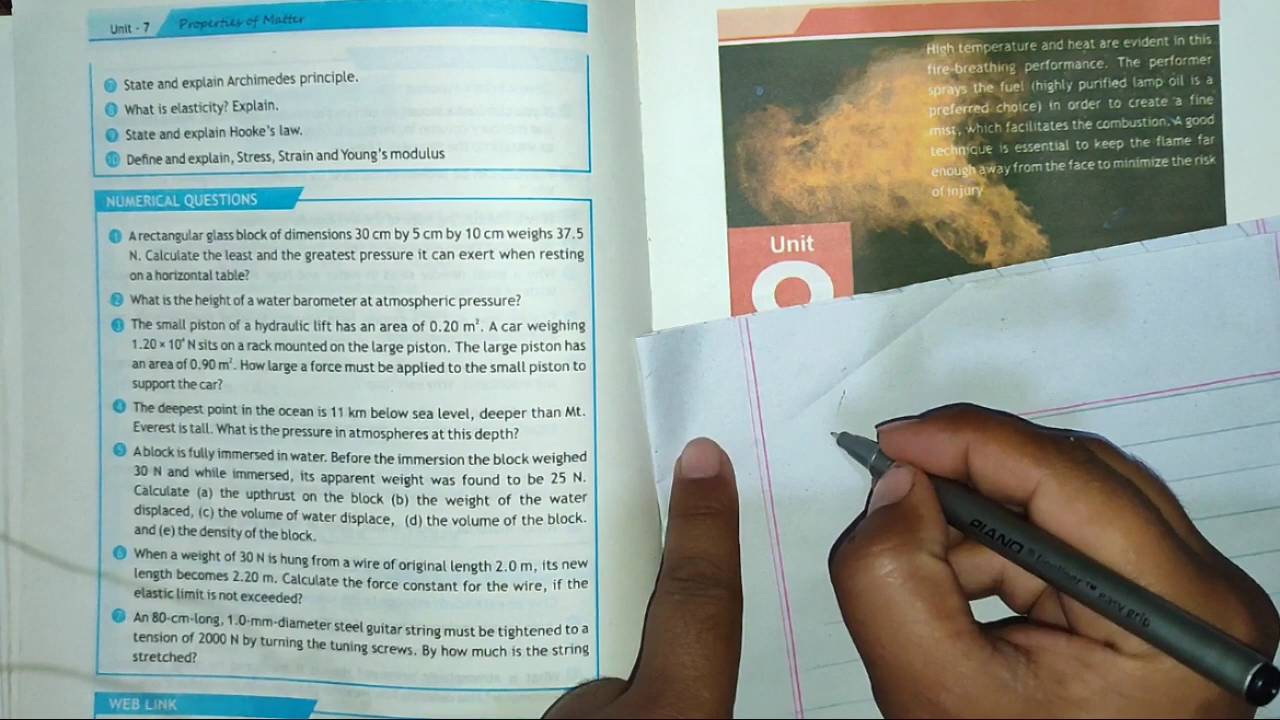 Unit - 7 Properties of Matter
7 State and explain Archimedes principle.
8 What is elasticity? Explain.
9 State and explain Hooke's law.
10 Define and explain, Stress, Strain and Young's modulus
NUMERICAL QUESTIONS
1 A rectangular glass block of dimensions 30 cm by 5 cm by 10 cm weighs 37.5
N. Calculate the least and the greatest pressure it can exert when resting
on a horizontal table?
2 What is the height of a water barometer at atmospheric pressure?
3 The small piston of a hydraulic lift has an area of 0.20 m². A car weighing
1.20 × 10⁴ N sits on a rack mounted on the large piston. The large piston has
an area of 0.90 m². How large a force must be applied to the small piston to
support the car?
4 The deepest point in the ocean is 11 km below sea level, deeper than Mt.
Everest is tall. What is the pressure in atmospheres at this depth?
5 A block is fully immersed in water. Before the immersion the block weighed
30 N and while immersed, its apparent weight was found to be 25 N.
Calculate (a) the upthrust on the block (b) the weight of the water
displaced, (c) the volume of water displace, (d) the volume of the block.
and (e) the density of the block.
6 When a weight of 30 N is hung from a wire of original length 2.0 m, its new
length becomes 2.20 m. Calculate the force constant for the wire, if the
elastic limit is not exceeded?
7 An 80-cm-long, 1.0-mm-diameter steel guitar string must be tightened to a
tension of 2000 N by turning the tuning screws. By how much is the string
stretched?
WEB LINK
High temperature and heat are evident in this
fire-breathing performance. The performer
sprays the fuel (highly purified lamp oil is a
preferred choice) in order to create a fine
mist, which facilitates the combustion. A good
technique is essential to keep the flame far
enough away from the face to minimize the risk
of injury
Unit
PIANO fineliner ™ easy grip